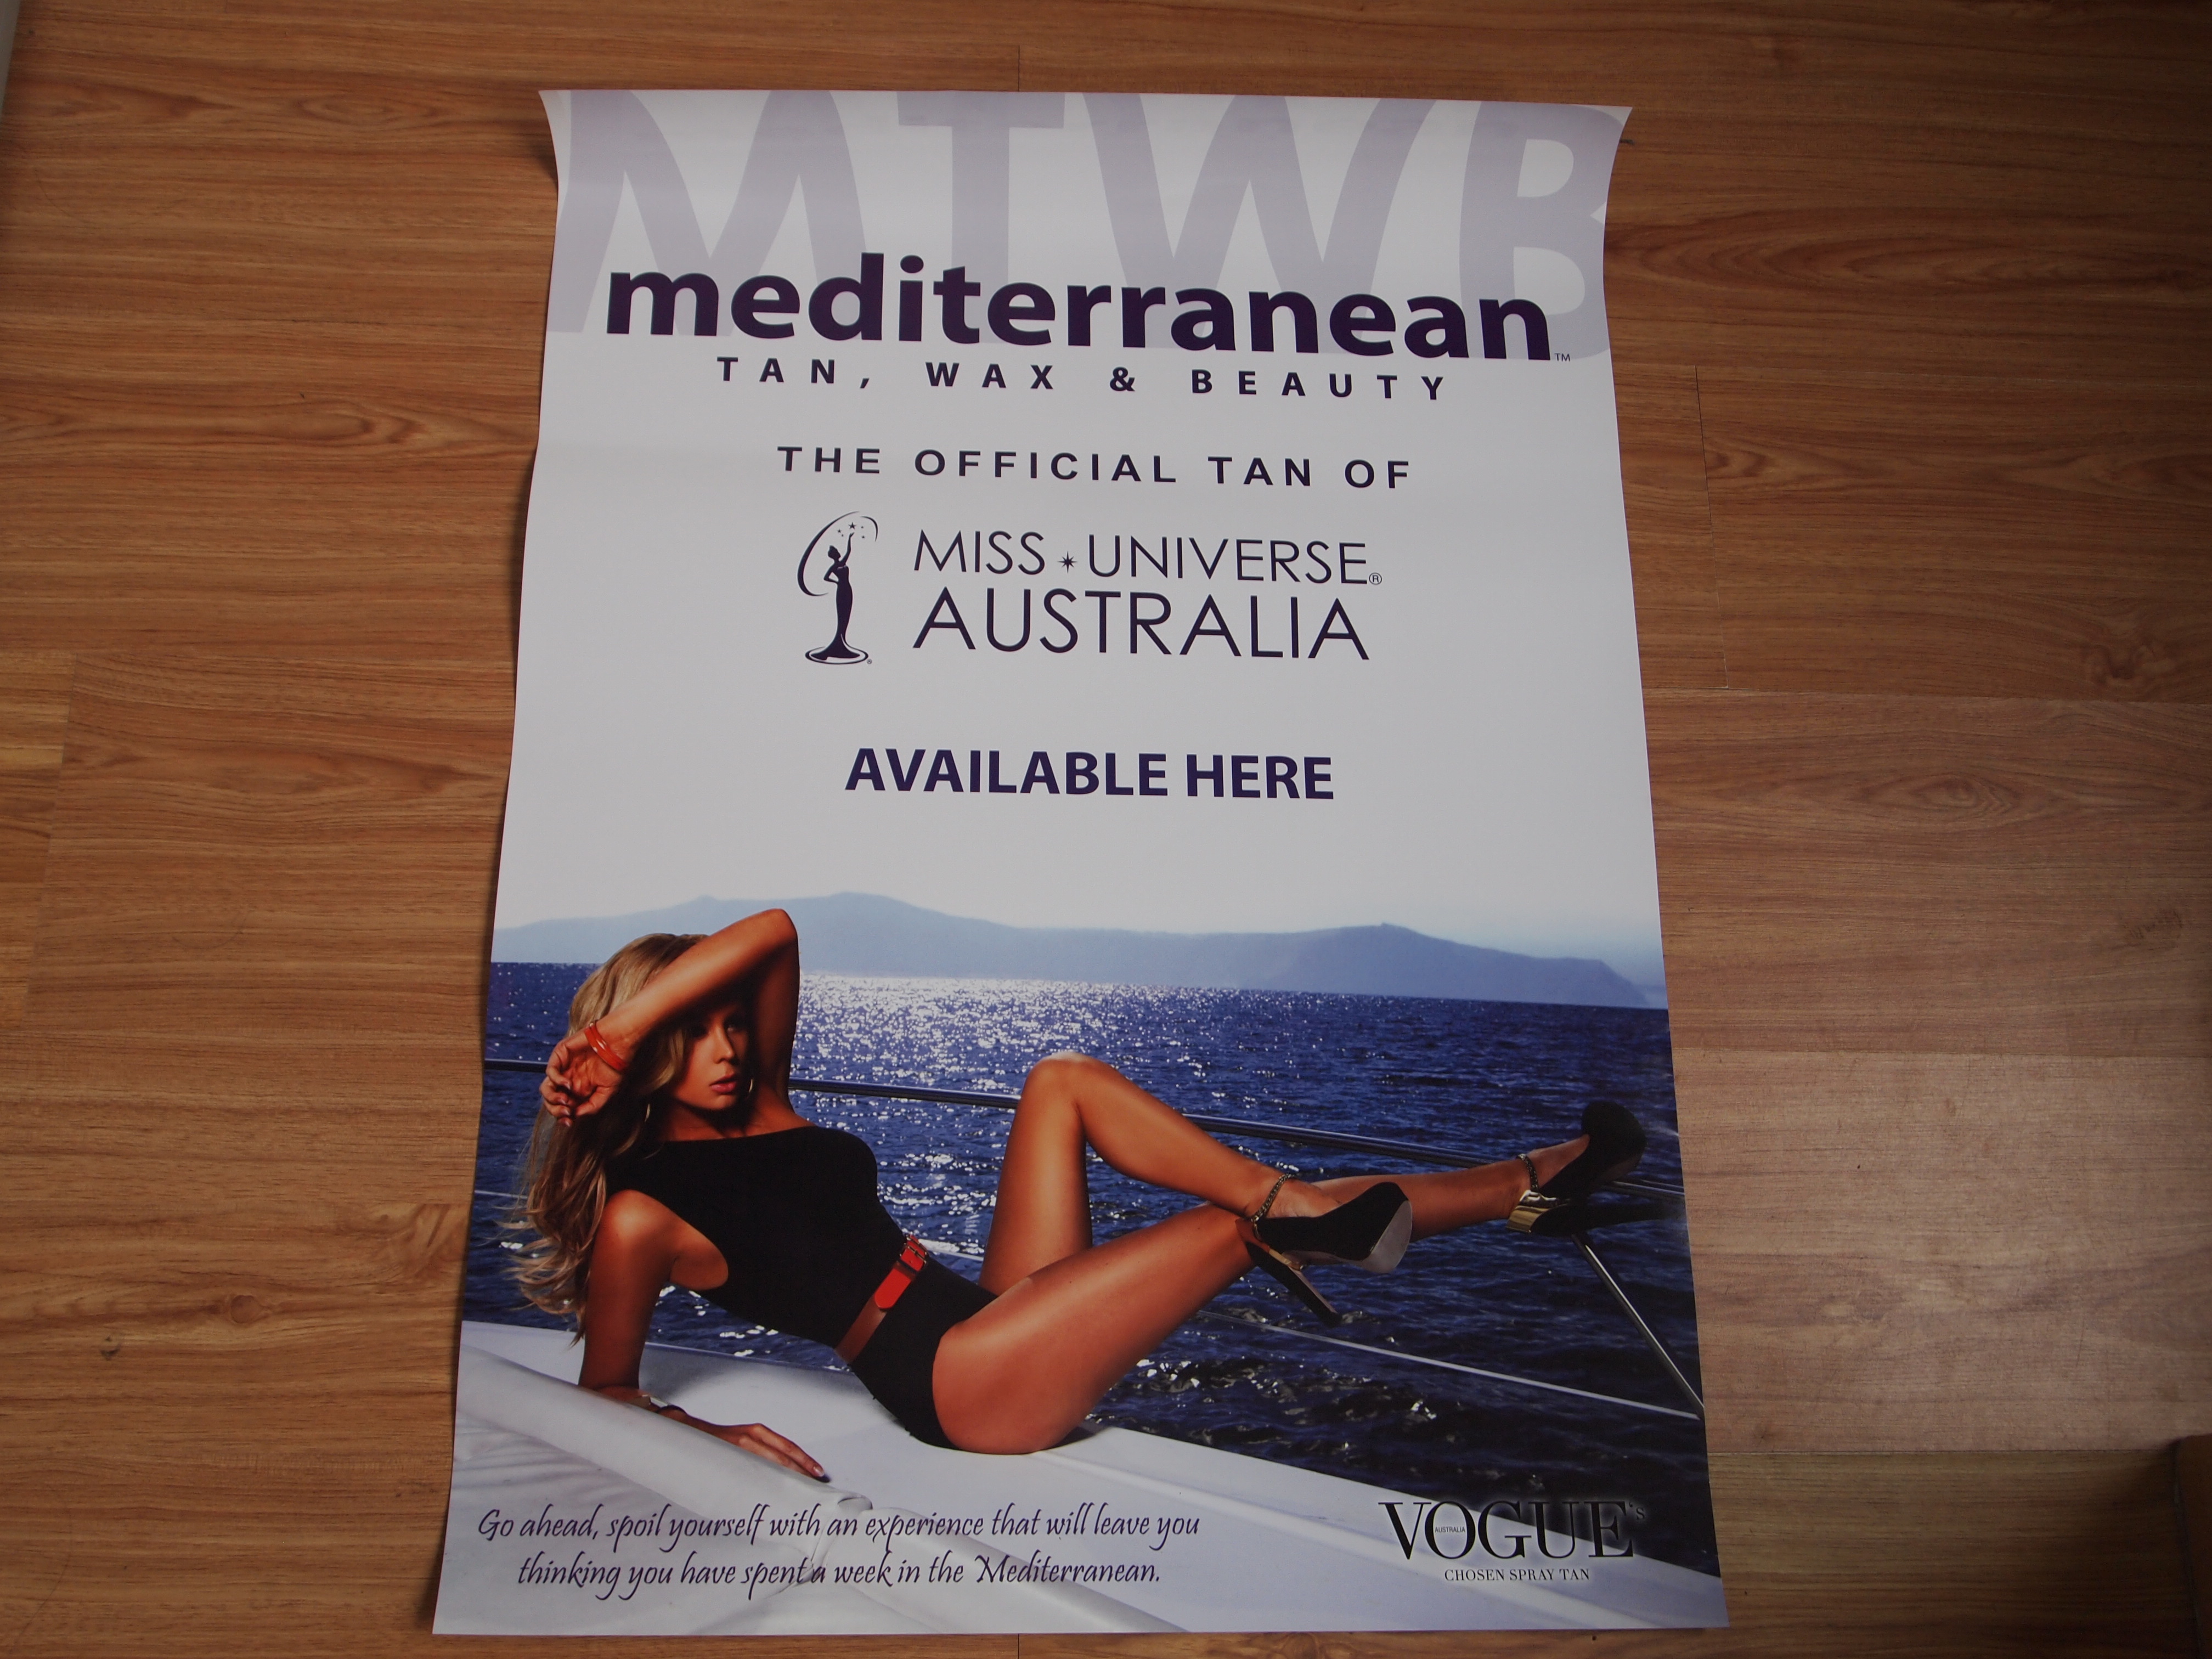 MTWB
mediterranean™
TAN, WAX & BEAUTY
THE OFFICIAL TAN OF
MISS UNIVERSE®
AUSTRALIA
®
AVAILABLE HERE
Go ahead, spoil yourself with an experience that will leave you
thinking you have spent a week in the Mediterranean.
VOGUE's
AUSTRALIA
CHOSEN SPRAY TAN